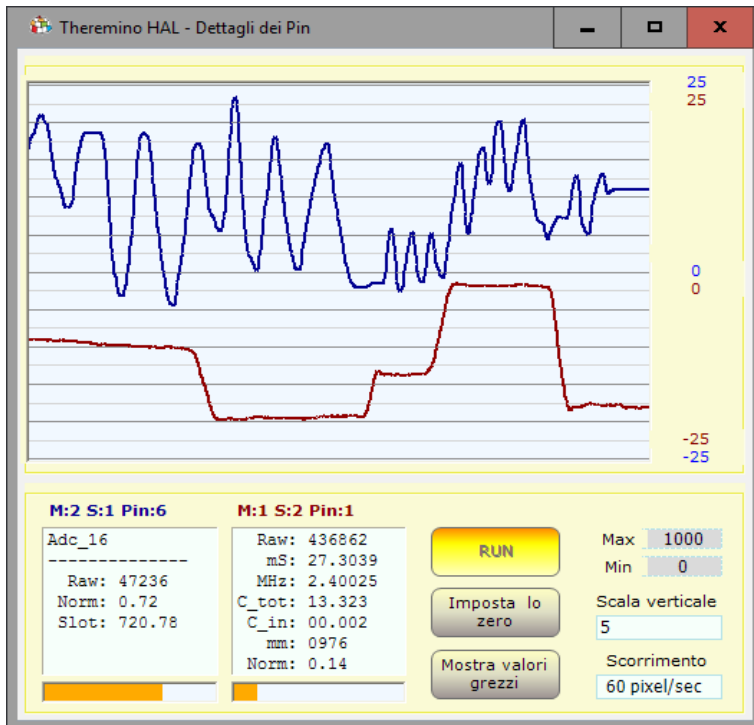 Theremino HAL - Dettagli dei Pin
25
25
0
0
-25
-25
M:2 S:1 Pin:6
Adc_16
--------------
Raw: 47236
Norm: 0.72
Slot: 720.78
M:1 S:2 Pin:1
Raw: 436862
mS: 27.3039
MHz: 2.40025
C_tot: 13.323
C_in: 00.002
mm: 0976
Norm: 0.14
RUN
Imposta lo
zero
Mostra valori
grezzi
Max 1000
Min 0
Scala verticale
5
Scorrimento
60 pixel/sec